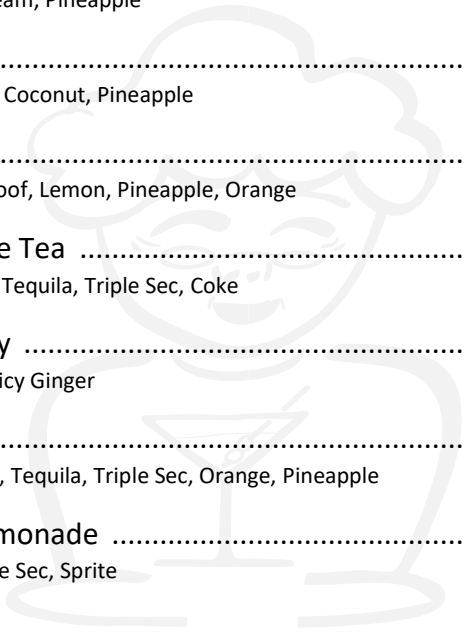 eam, Pineapple
................................................................
Coconut, Pineapple
................................................................
oof, Lemon, Pineapple, Orange
e Tea ......................................................
Tequila, Triple Sec, Coke
y ..............................................................
icy Ginger
................................................................
, Tequila, Triple Sec, Orange, Pineapple
monade ..................................................
e Sec, Sprite